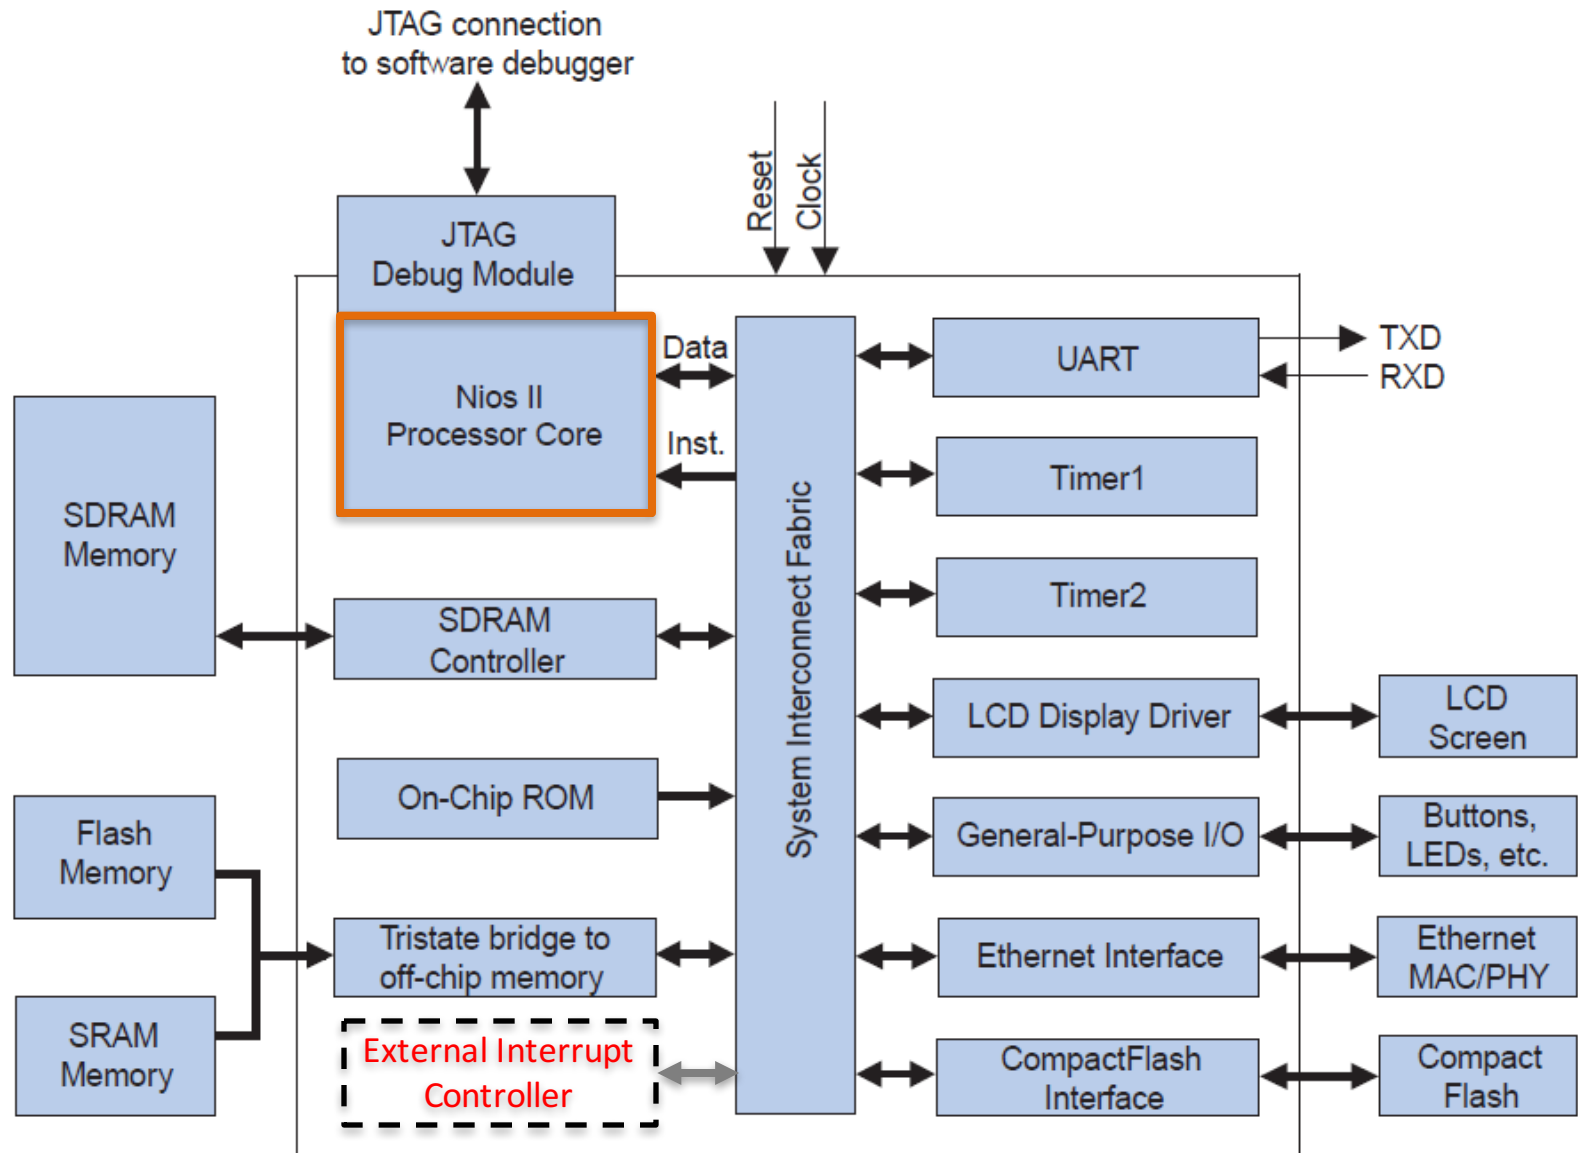 JTAG connection
to software debugger
Reset
Clock
JTAG
Debug Module
Nios II
Processor Core
Data
Inst.
System Interconnect Fabric
UART
TXD
RXD
Timer1
Timer2
SDRAM
Memory
SDRAM
Controller
LCD Display Driver
LCD
Screen
On-Chip ROM
General-Purpose I/O
Buttons,
LEDs, etc.
Flash
Memory
Tristate bridge to
off-chip memory
Ethernet Interface
Ethernet
MAC/PHY
SRAM
Memory
External Interrupt
Controller
CompactFlash
Interface
Compact
Flash